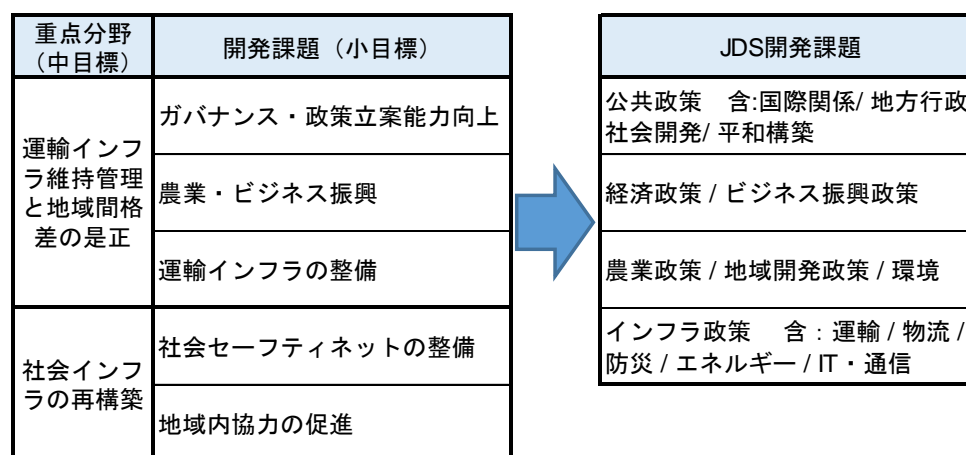 重点分野
（中目標）
開発課題（小目標）
運輸インフ
ラ維持管理
と地域間格
差の是正
ガバナンス・政策立案能力向上
農業・ビジネス振興
運輸インフラの整備
社会インフ
ラの再構築
社会セーフティネットの整備
地域内協力の促進
JDS開発課題
公共政策　含:国際関係/ 地方行政
社会開発/ 平和構築
経済政策 / ビジネス振興政策
農業政策 / 地域開発政策 / 環境
インフラ政策　含：運輸 / 物流 /
防災 / エネルギー / IT・通信